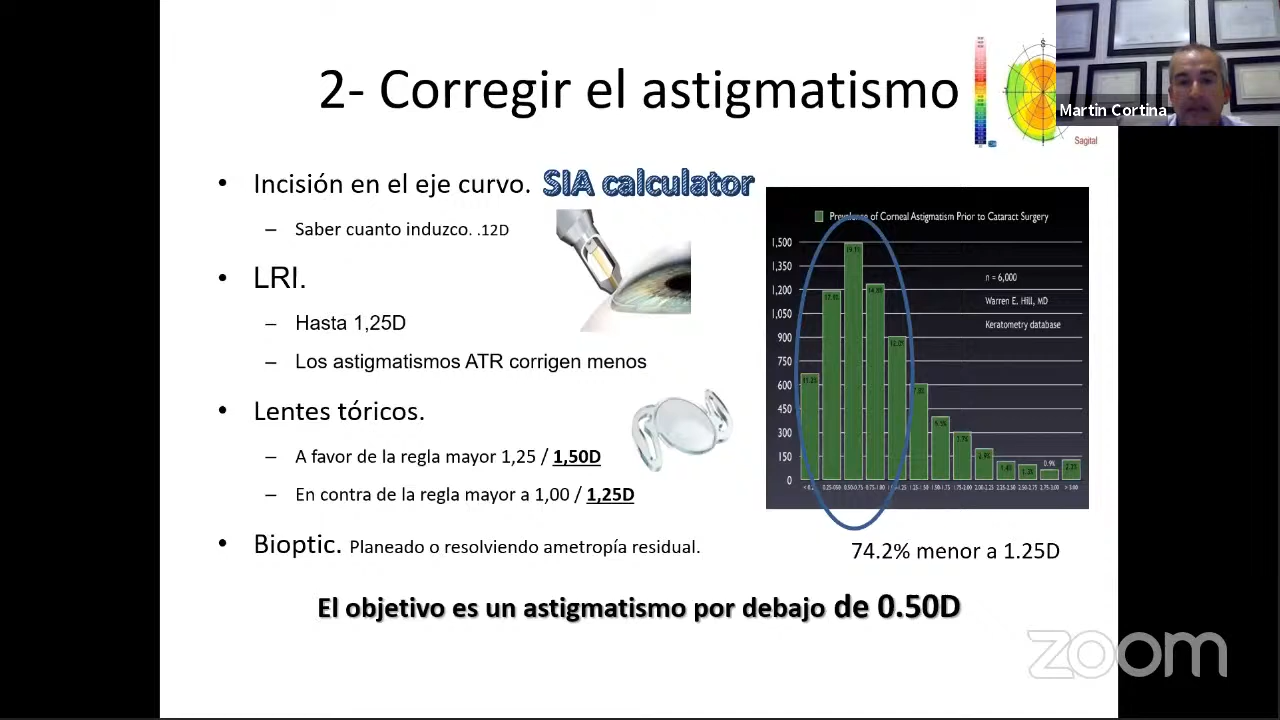 2- Corregir el astigmatismo
Martin Cortina
Sagital
• Incisión en el eje curvo. SIA calculator
– Saber cuanto induzco. .12D
• LRI.
– Hasta 1,25D
– Los astigmatismos ATR corrigen menos
• Lentes tóricos.
– A favor de la regla mayor 1,25 / 1,50D
– En contra de la regla mayor a 1,00 / 1,25D
• Bioptic. Planeado o resolviendo ametropía residual.
Prevalence of Corneal Astigmatism Prior to Cataract Surgery
1,500
1,350
1,200
1,050
900
750
600
450
300
150
0
n = 6,000
Warren E. Hill, MD
Keratometry database
0.9%
74.2% menor a 1.25D
El objetivo es un astigmatismo por debajo de 0.50D
zoom